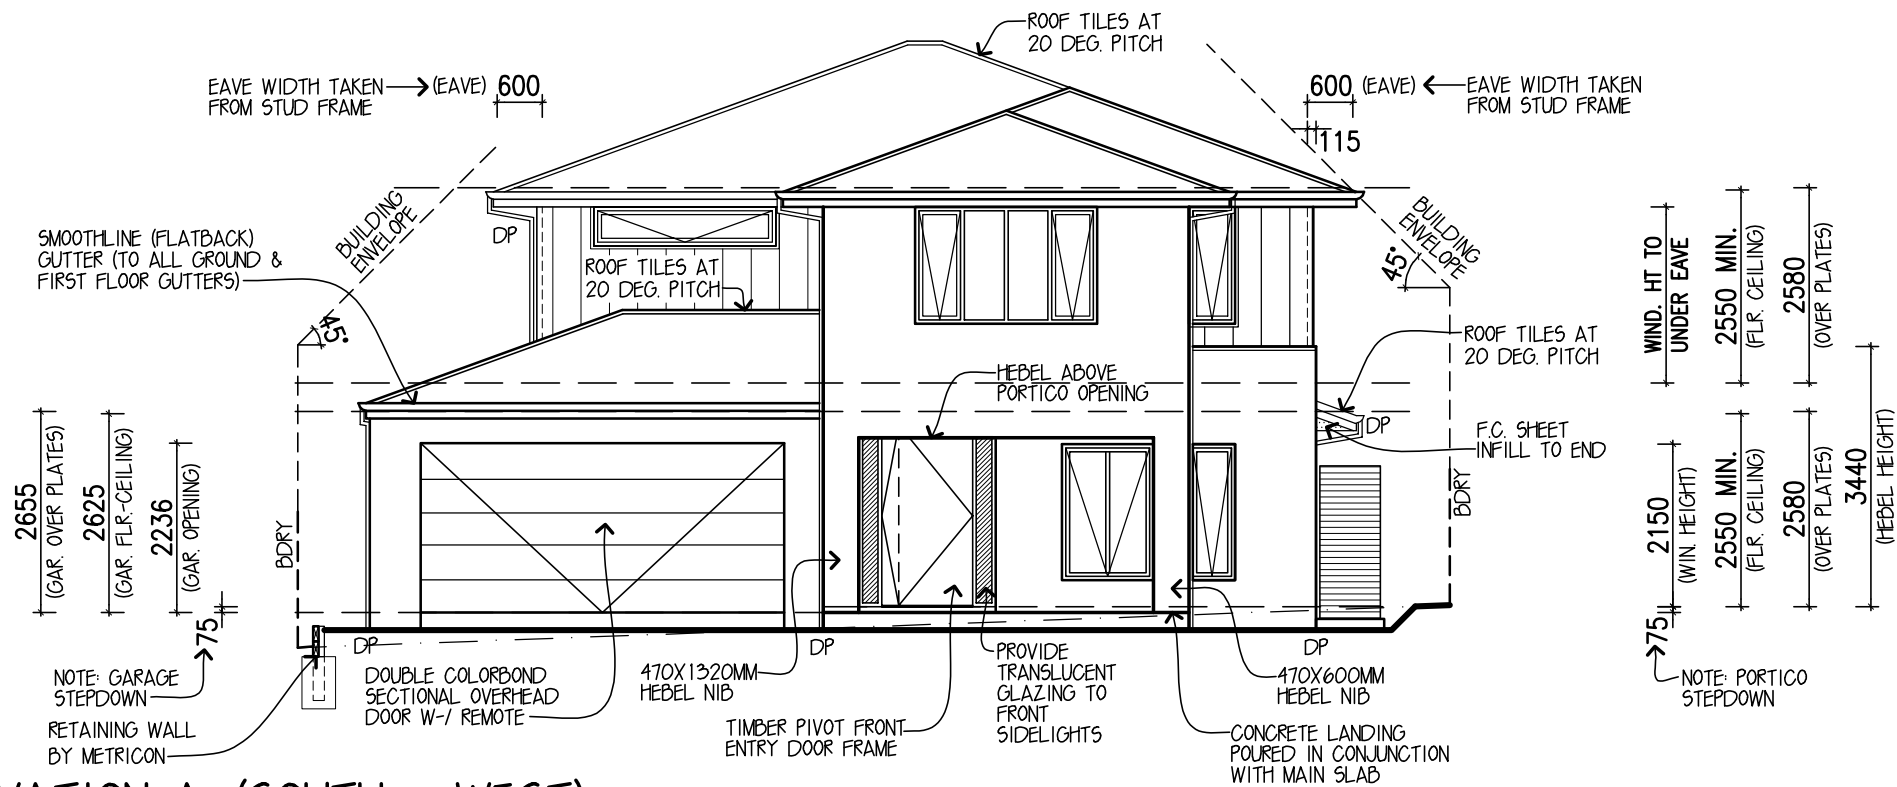 ROOF TILES AT
20 DEG. PITCH
EAVE WIDTH TAKEN
FROM STUD FRAME
(EAVE) 600
600 (EAVE)
EAVE WIDTH TAKEN
FROM STUD FRAME
115
BUILDING
ENVELOPE
45°
BUILDING
ENVELOPE
45°
SMOOTHLINE (FLATBACK)
GUTTER (TO ALL GROUND &
FIRST FLOOR GUTTERS)
DP
ROOF TILES AT
20 DEG. PITCH
WIND. HT TO
UNDER EAVE
2550 MIN.
(FLR. CEILING)
2580
(OVER PLATES)
ROOF TILES AT
20 DEG. PITCH
HEBEL ABOVE
PORTICO OPENING
DP
F.C. SHEET
INFILL TO END
2655
(GAR. OVER PLATES)
2625
(GAR. FLR-CEILING)
2236
(GAR. OPENING)
BDRY
BDRY
2150
(WIN. HEIGHT)
2550 MIN.
(FLR. CEILING)
2580
(OVER PLATES)
3440
(HEBEL HEIGHT)
75
75
DP
DP
DP
NOTE: GARAGE
STEPDOWN
RETAINING WALL
BY METRICON
DOUBLE COLORBOND
SECTIONAL OVERHEAD
DOOR W-/ REMOTE
470X1320MM
HEBEL NIB
TIMBER PIVOT FRONT
ENTRY DOOR FRAME
PROVIDE
TRANSLUCENT
GLAZING TO
FRONT
SIDELIGHTS
470X600MM
HEBEL NIB
CONCRETE LANDING
POURED IN CONJUNCTION
WITH MAIN SLAB
NOTE: PORTICO
STEPDOWN
VATION A (SOUTH - WEST)